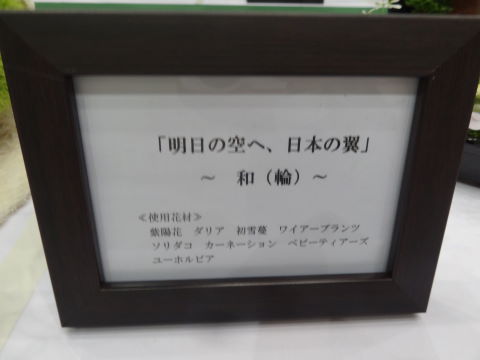 「明日の空へ、日本の翼」
～ 和（輪）～
≪使用花材≫
紫陽花 ダリア 初雪蔓 ワイアープランツ
ソリダコ カーネーション ベビーティアーズ
ユーホルビア